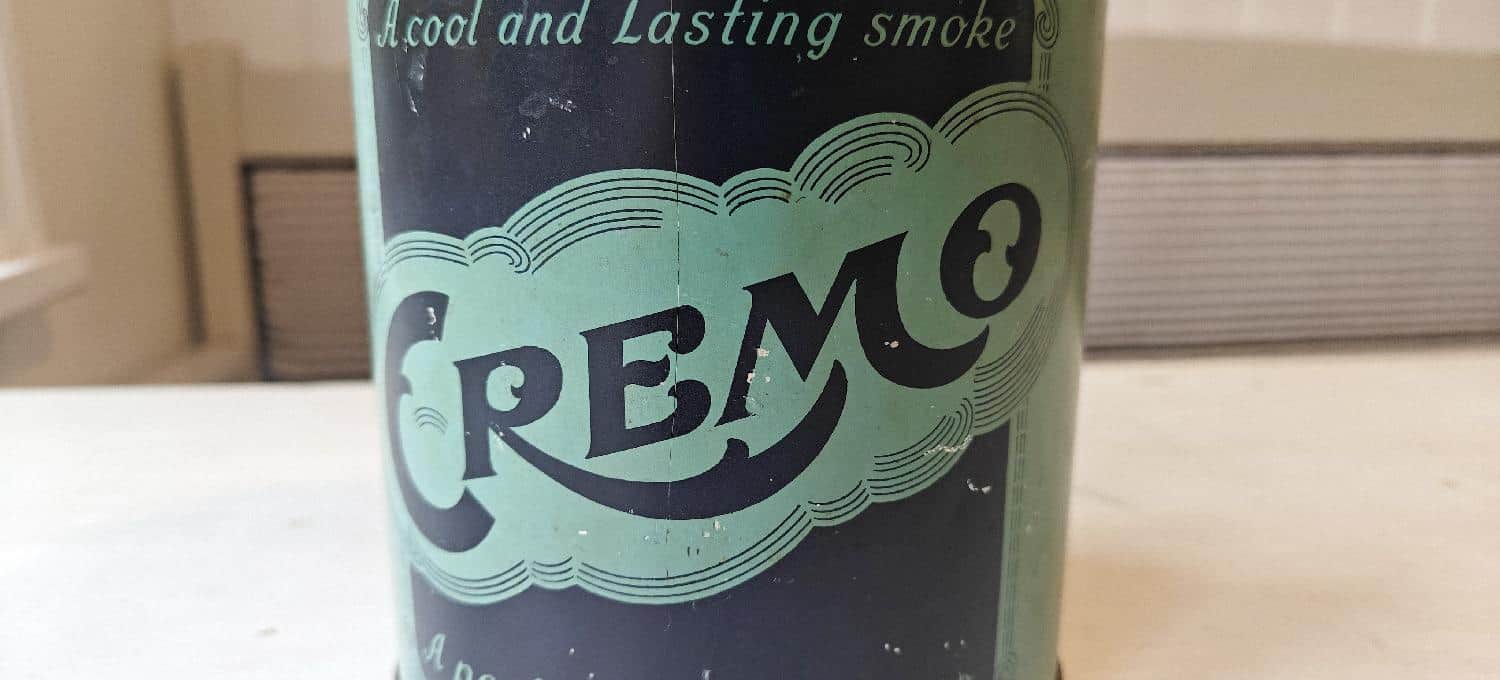 A cool and Lasting smoke
CREMO
A